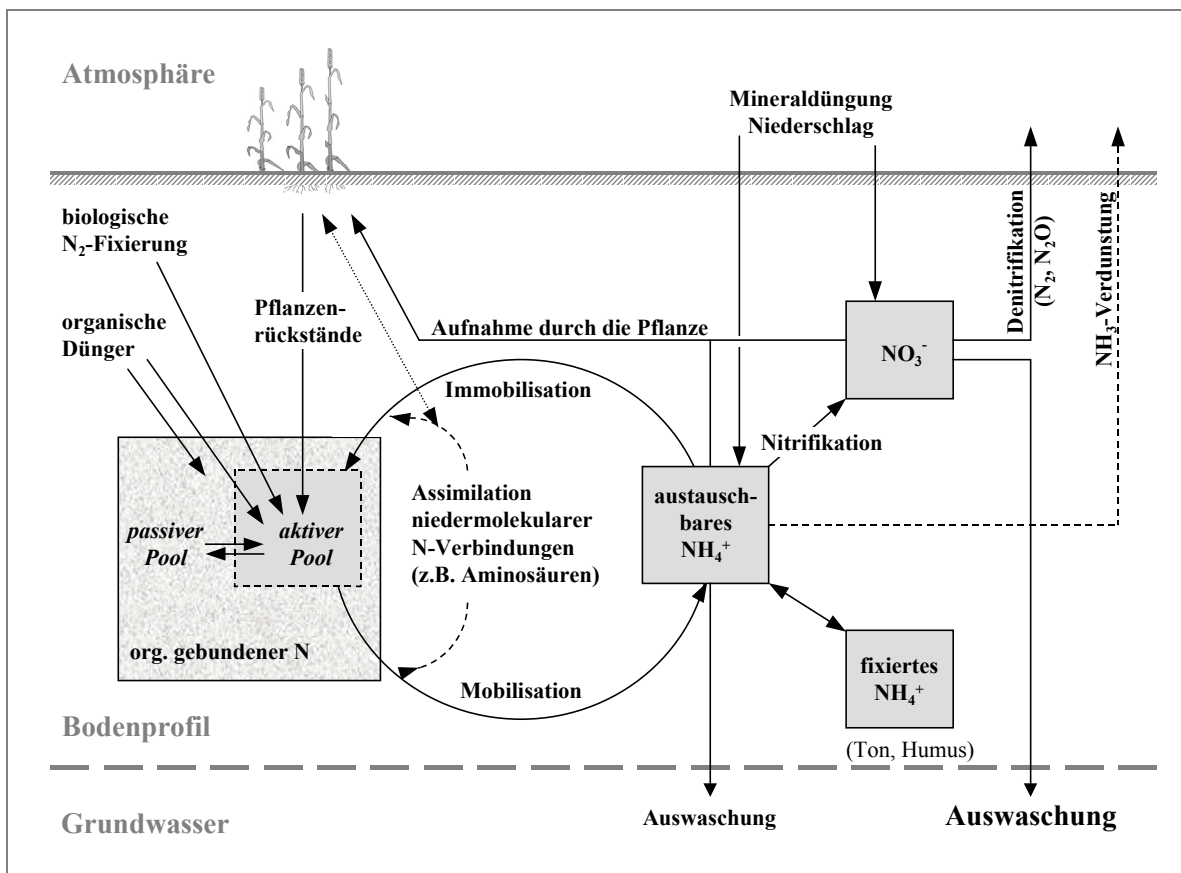 Atmosphäre
Mineraldüngung
Niederschlag
biologische
N₂-Fixierung
Denitrifikation
(N₂, N₂O)
NH₃-Verdunstung
organische
Dünger
Pflanzen-
rückstände
Aufnahme durch die Pflanze
NO₃⁻
Immobilisation
Nitrifikation
Assimilation
niedermolekularer
N-Verbindungen
(z.B. Aminosäuren)
austausch-
bares
NH₄⁺
passiver
Pool
aktiver
Pool
org. gebundener N
Mobilisation
fixiertes
NH₄⁺
(Ton, Humus)
Bodenprofil
Grundwasser
Auswaschung
Auswaschung